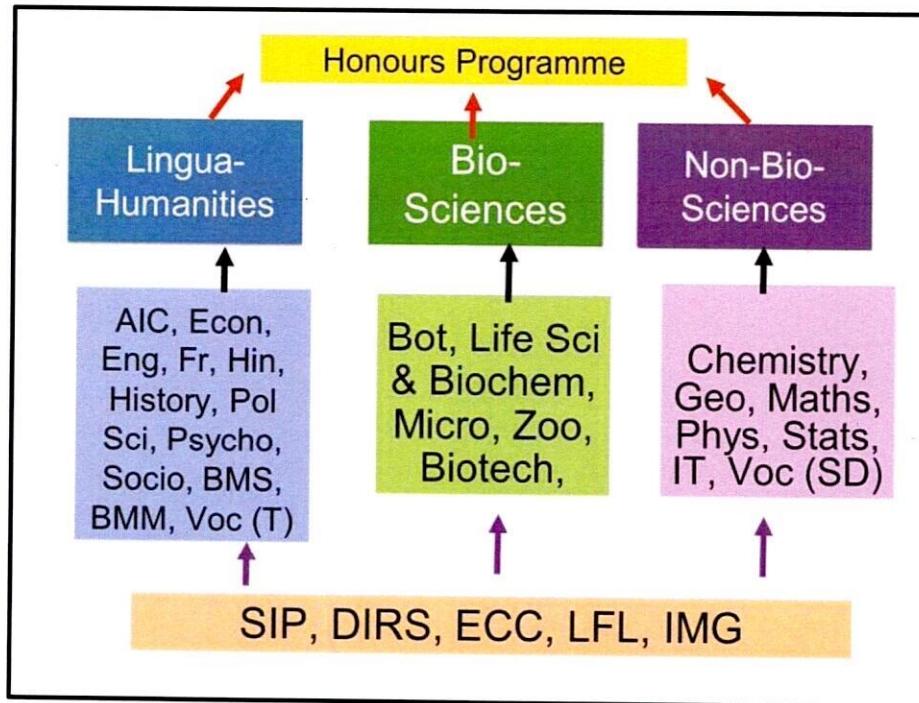 Honours Programme
Lingua-
Humanities
Bio-
Sciences
Non-Bio-
Sciences
AIC, Econ,
Eng, Fr, Hin,
History, Pol
Sci, Psycho,
Socio, BMS,
BMM, Voc (T)
Bot, Life Sci
& Biochem,
Micro, Zoo,
Biotech,
Chemistry,
Geo, Maths,
Phys, Stats,
IT, Voc (SD)
SIP, DIRS, ECC, LFL, IMG